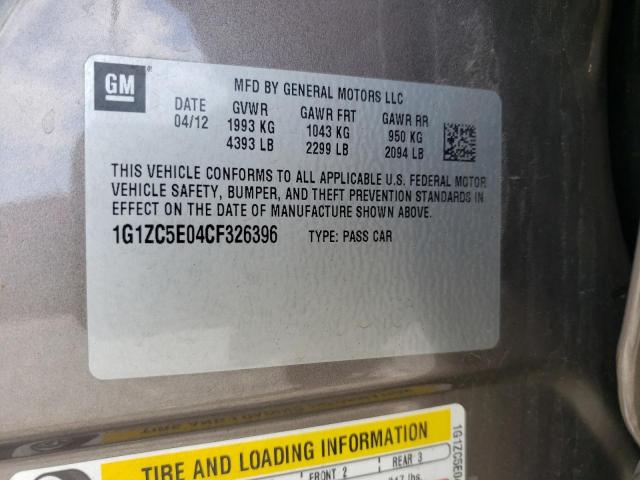 GM
MFD BY GENERAL MOTORS LLC
DATE GVWR GAWR FRT GAWR RR
04/12 1993 KG 1043 KG 950 KG
4393 LB 2299 LB 2094 LB
THIS VEHICLE CONFORMS TO ALL APPLICABLE U.S. FEDERAL MOTOR
VEHICLE SAFETY, BUMPER, AND THEFT PREVENTION STANDARDS IN
EFFECT ON THE DATE OF MANUFACTURE SHOWN ABOVE.
1G1ZC5E04CF326396 TYPE: PASS CAR
TIRE AND LOADING INFORMATION
FRONT 2 REAR 3
lbs.
1G1ZC5E04